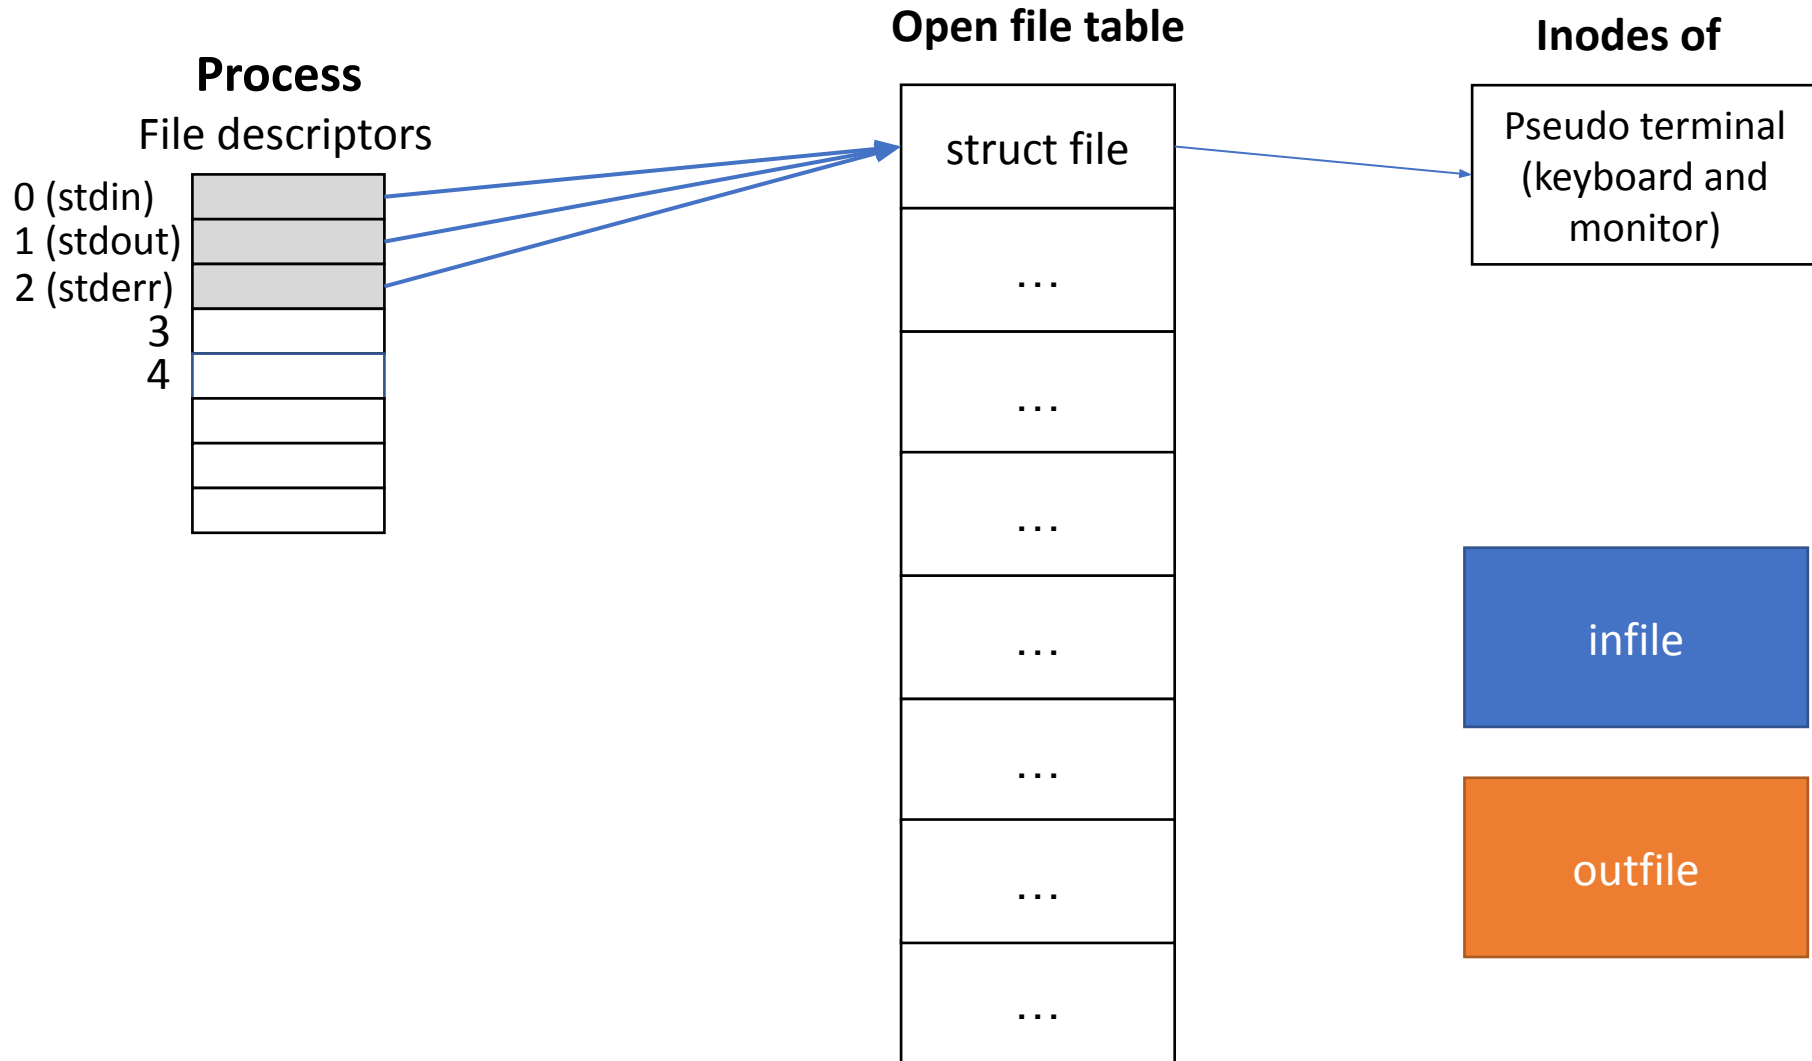 Process
File descriptors
0 (stdin)
1 (stdout)
2 (stderr)
3
4
Open file table
struct file
...
...
...
...
...
...
...
Inodes of
Pseudo terminal
(keyboard and
monitor)
infile
outfile